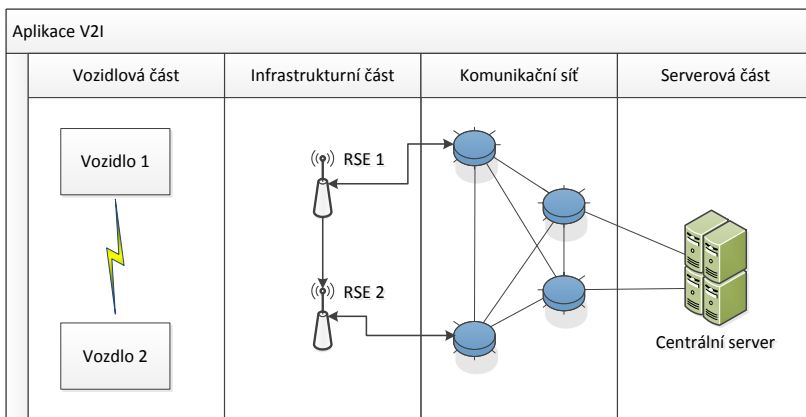 Aplikace V2I
Vozidlová část
Infrastrukturní část
Komunikační síť
Serverová část
Vozidlo 1
RSE 1
RSE 2
Vozdlo 2
Centrální server